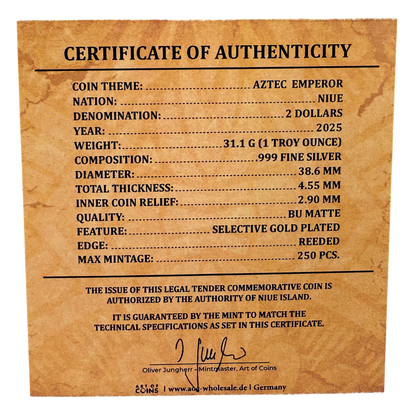 CERTIFICATE OF AUTHENTICITY
COIN THEME: AZTEC EMPEROR
NATION: NIUE
DENOMINATION: 2 DOLLARS
YEAR: 2025
WEIGHT: 31.1 G (1 TROY OUNCE)
COMPOSITION: .999 FINE SILVER
DIAMETER: 38.6 MM
TOTAL THICKNESS: 4.55 MM
INNER COIN RELIEF: 2.90 MM
QUALITY: BU MATTE
FEATURE: SELECTIVE GOLD PLATED
EDGE: REEDED
MAX MINTAGE: 250 PCS.
THE ISSUE OF THIS LEGAL TENDER COMMEMORATIVE COIN IS
AUTHORIZED BY THE AUTHORITY OF NIUE ISLAND.
IT IS GUARANTEED BY THE MINT TO MATCH THE
TECHNICAL SPECIFICATIONS AS SET IN THIS CERTIFICATE.
Oliver Jungherr - Mintmaster, Art of Coins
ART OF COINS | www.aoc-wholesale.de | Germany